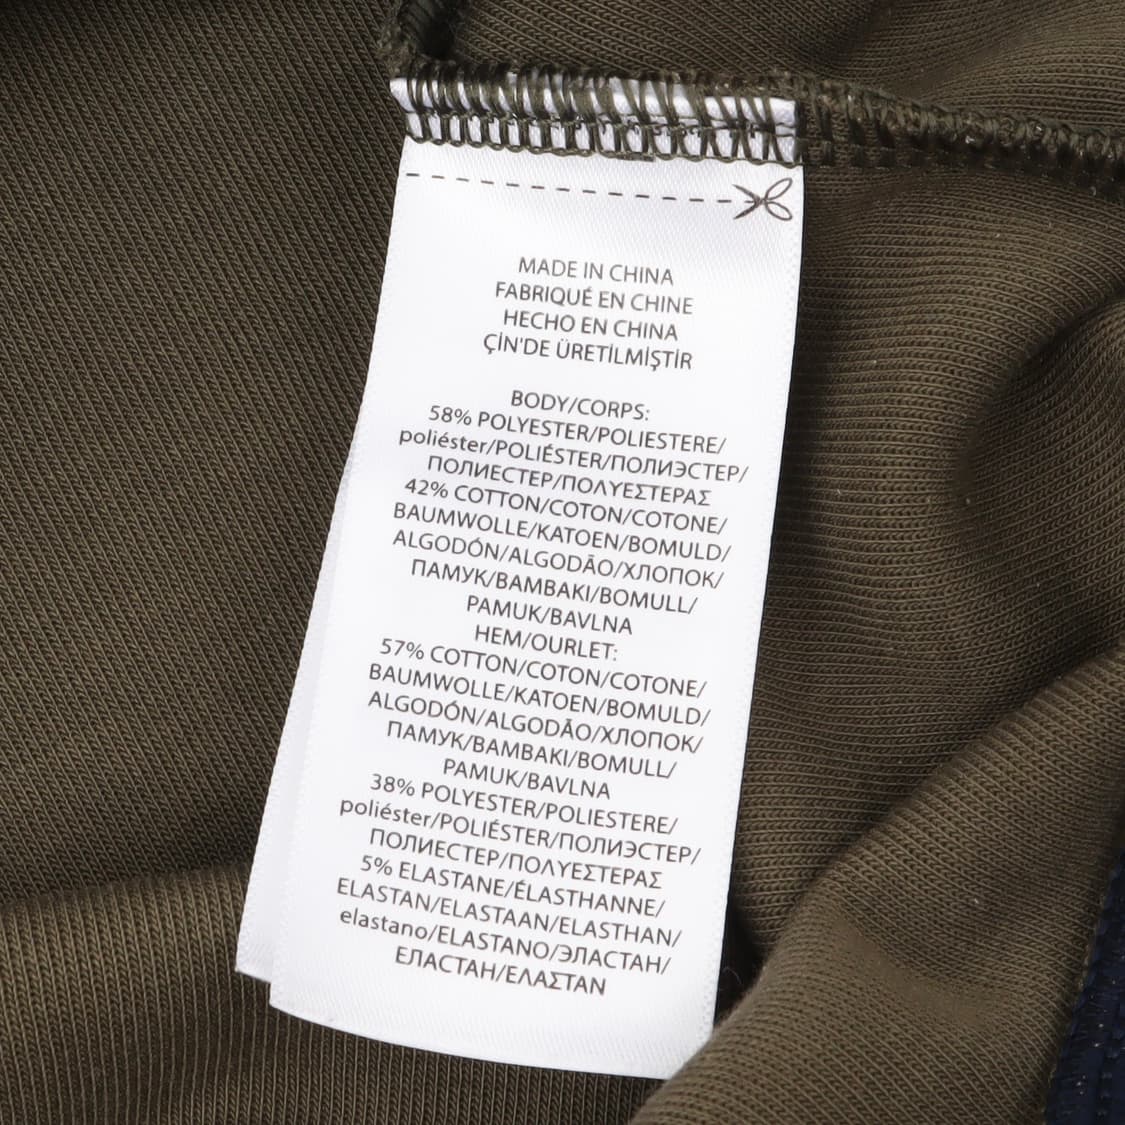 MADE IN CHINA
FABRIQUÉ EN CHINE
HECHO EN CHINA
ÇİN'DE ÜRETİLMİŞTİR
BODY/CORPS:
58% POLYESTER/POLIESTERE/
poliéster/POLIÉSTER/ПОЛИЭСТЕР/
ПОЛИЕСТЕР/ΠΟΛΥΕΣΤΕΡΑΣ
42% COTTON/COTON/COTONE/
BAUMWOLLE/KATOEN/BOMULD/
ALGODÓN/ALGODÃO/ХЛОПОК/
ПАМУК/BAMBAKI/BOMULL/
PAMUK/BAVLNA
HEM/OURLET:
57% COTTON/COTON/COTONE/
BAUMWOLLE/KATOEN/BOMULD/
ALGODÓN/ALGODÃO/ХЛОПОК/
ПАМУК/BAMBAKI/BOMULL/
PAMUK/BAVLNA
38% POLYESTER/POLIESTERE/
poliéster/POLIÉSTER/ПОЛИЭСТЕР/
ПОЛИЕСТЕР/ΠΟΛΥΕΣΤΕΡΑΣ
5% ELASTANE/ÉLASTHANNE/
ELASTAN/ELASTAAN/ELASTHAN/
elastano/ELASTANO/ЭЛАСТАН/
ЕЛАСТАН/ΕΛΑΣΤΑΝ